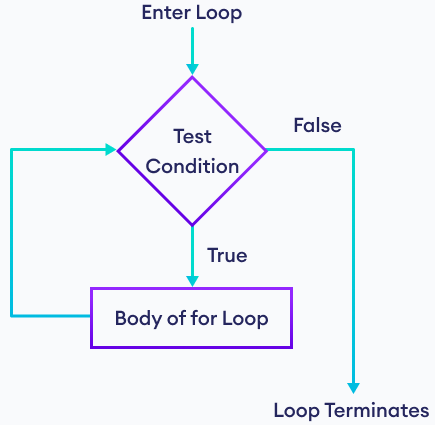 Enter Loop
Test
Condition
False
True
Body of for Loop
Loop Terminates